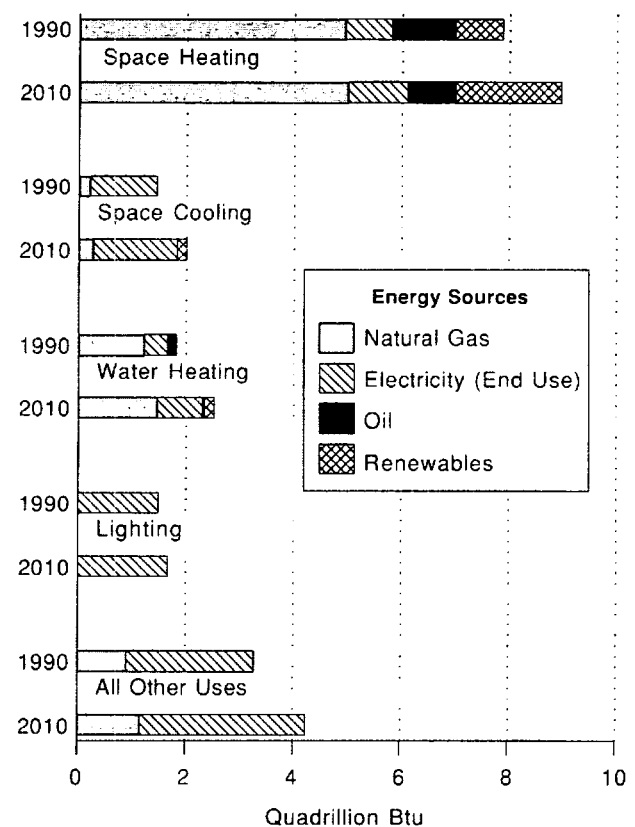 1990
Space Heating
2010
1990
Space Cooling
2010
1990
Water Heating
2010
1990
Lighting
2010
1990
All Other Uses
2010
Energy Sources
Natural Gas
Electricity (End Use)
Oil
Renewables
0 2 4 6 8 10
Quadrillion Btu